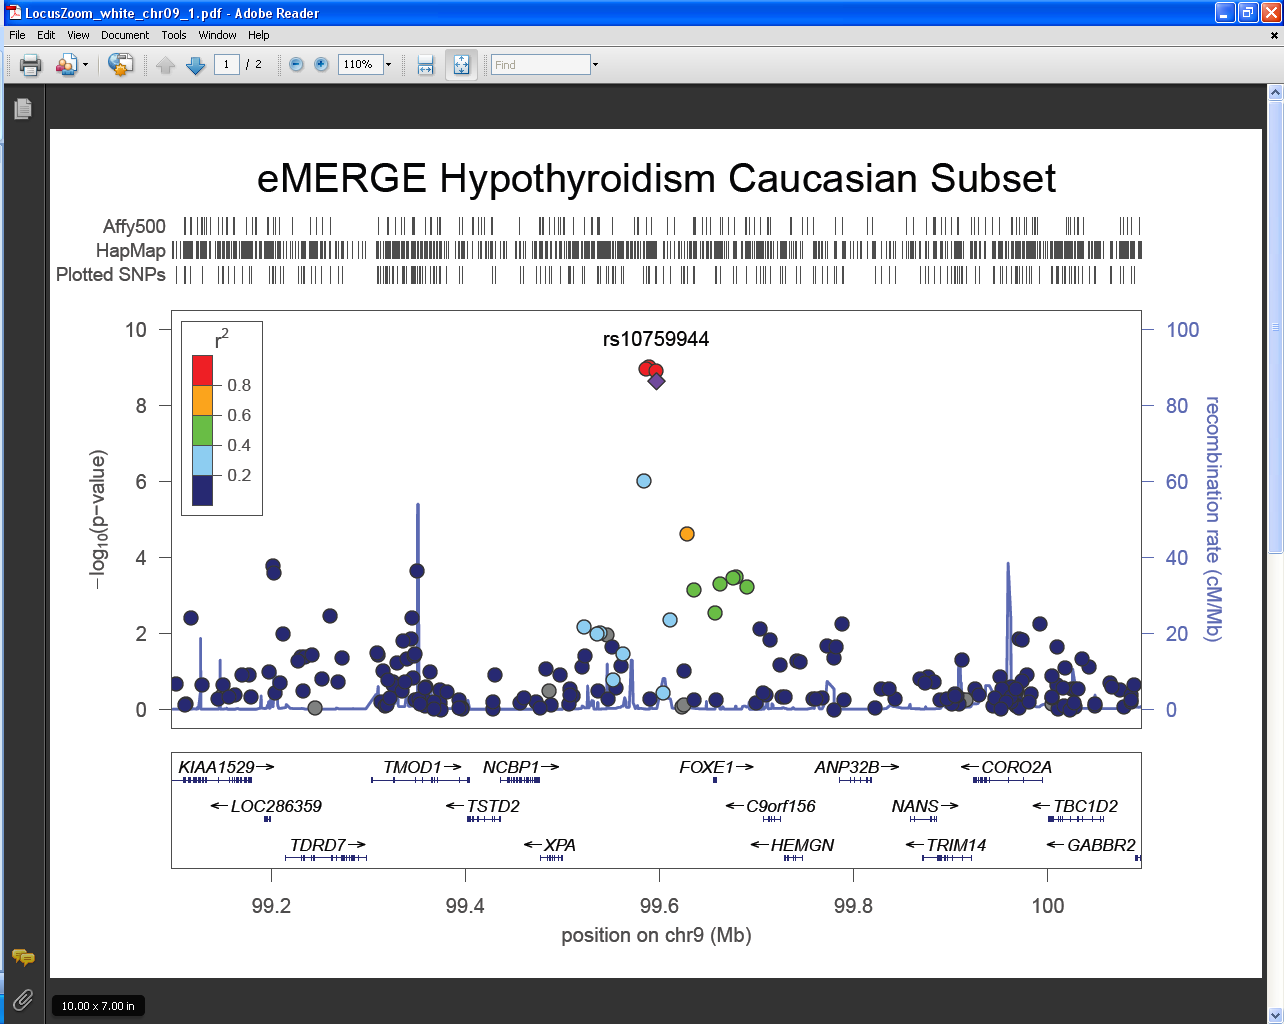 LocusZoom_white_chr09_1.pdf - Adobe Reader
File Edit View Document Tools Window Help
1 / 2 110% Find
eMERGE Hypothyroidism Caucasian Subset
Affy500
HapMap
Plotted SNPs
10 rs10759944 100
r2
0.8
8 80
0.6
0.4
0.2
6 60
4 40
2 20
0 0
−log10(p−value)
recombination rate (cM/Mb)
KIAA1529→ TMOD1→ NCBP1→ FOXE1→ ANP32B→ ←CORO2A
←LOC286359 ←TSTD2 ←C9orf156 NANS→ ←TBC1D2
TDRD7→ ←XPA ←HEMGN ←TRIM14 ←GABBR2
99.2 99.4 99.6 99.8 100
position on chr9 (Mb)
10.00 x 7.00 in